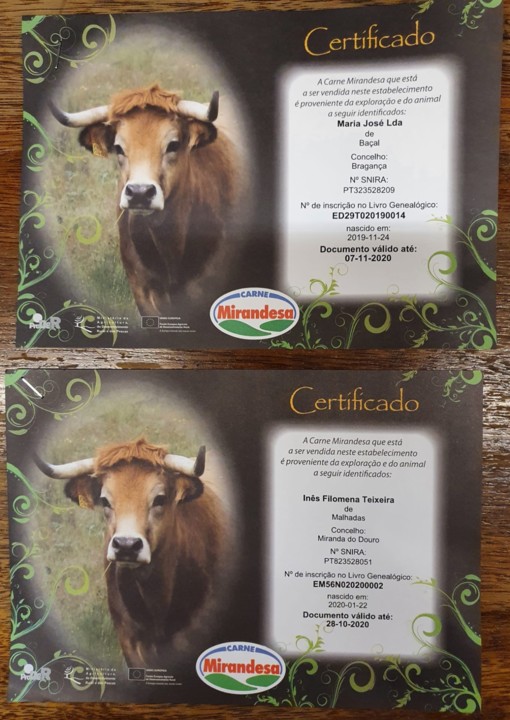 Certificado
A Carne Mirandesa que está
a ser vendida neste estabelecimento
é proveniente da exploração e do animal
a seguir identificados:
Maria José Lda
de
Baçal
Concelho:
Bragança
Nº SNIRA:
PT323528209
Nº de inscrição no Livro Genealógico:
ED29T020190014
nascido em:
2019-11-24
Documento válido até:
07-11-2020
CARNE
Mirandesa
Certificado
A Carne Mirandesa que está
a ser vendida neste estabelecimento
é proveniente da exploração e do animal
a seguir identificados:
Inês Filomena Teixeira
de
Malhadas
Concelho:
Miranda do Douro
Nº SNIRA:
PT823528051
Nº de inscrição no Livro Genealógico:
EM56N020200002
nascido em:
2020-01-22
Documento válido até:
28-10-2020
CARNE
Mirandesa